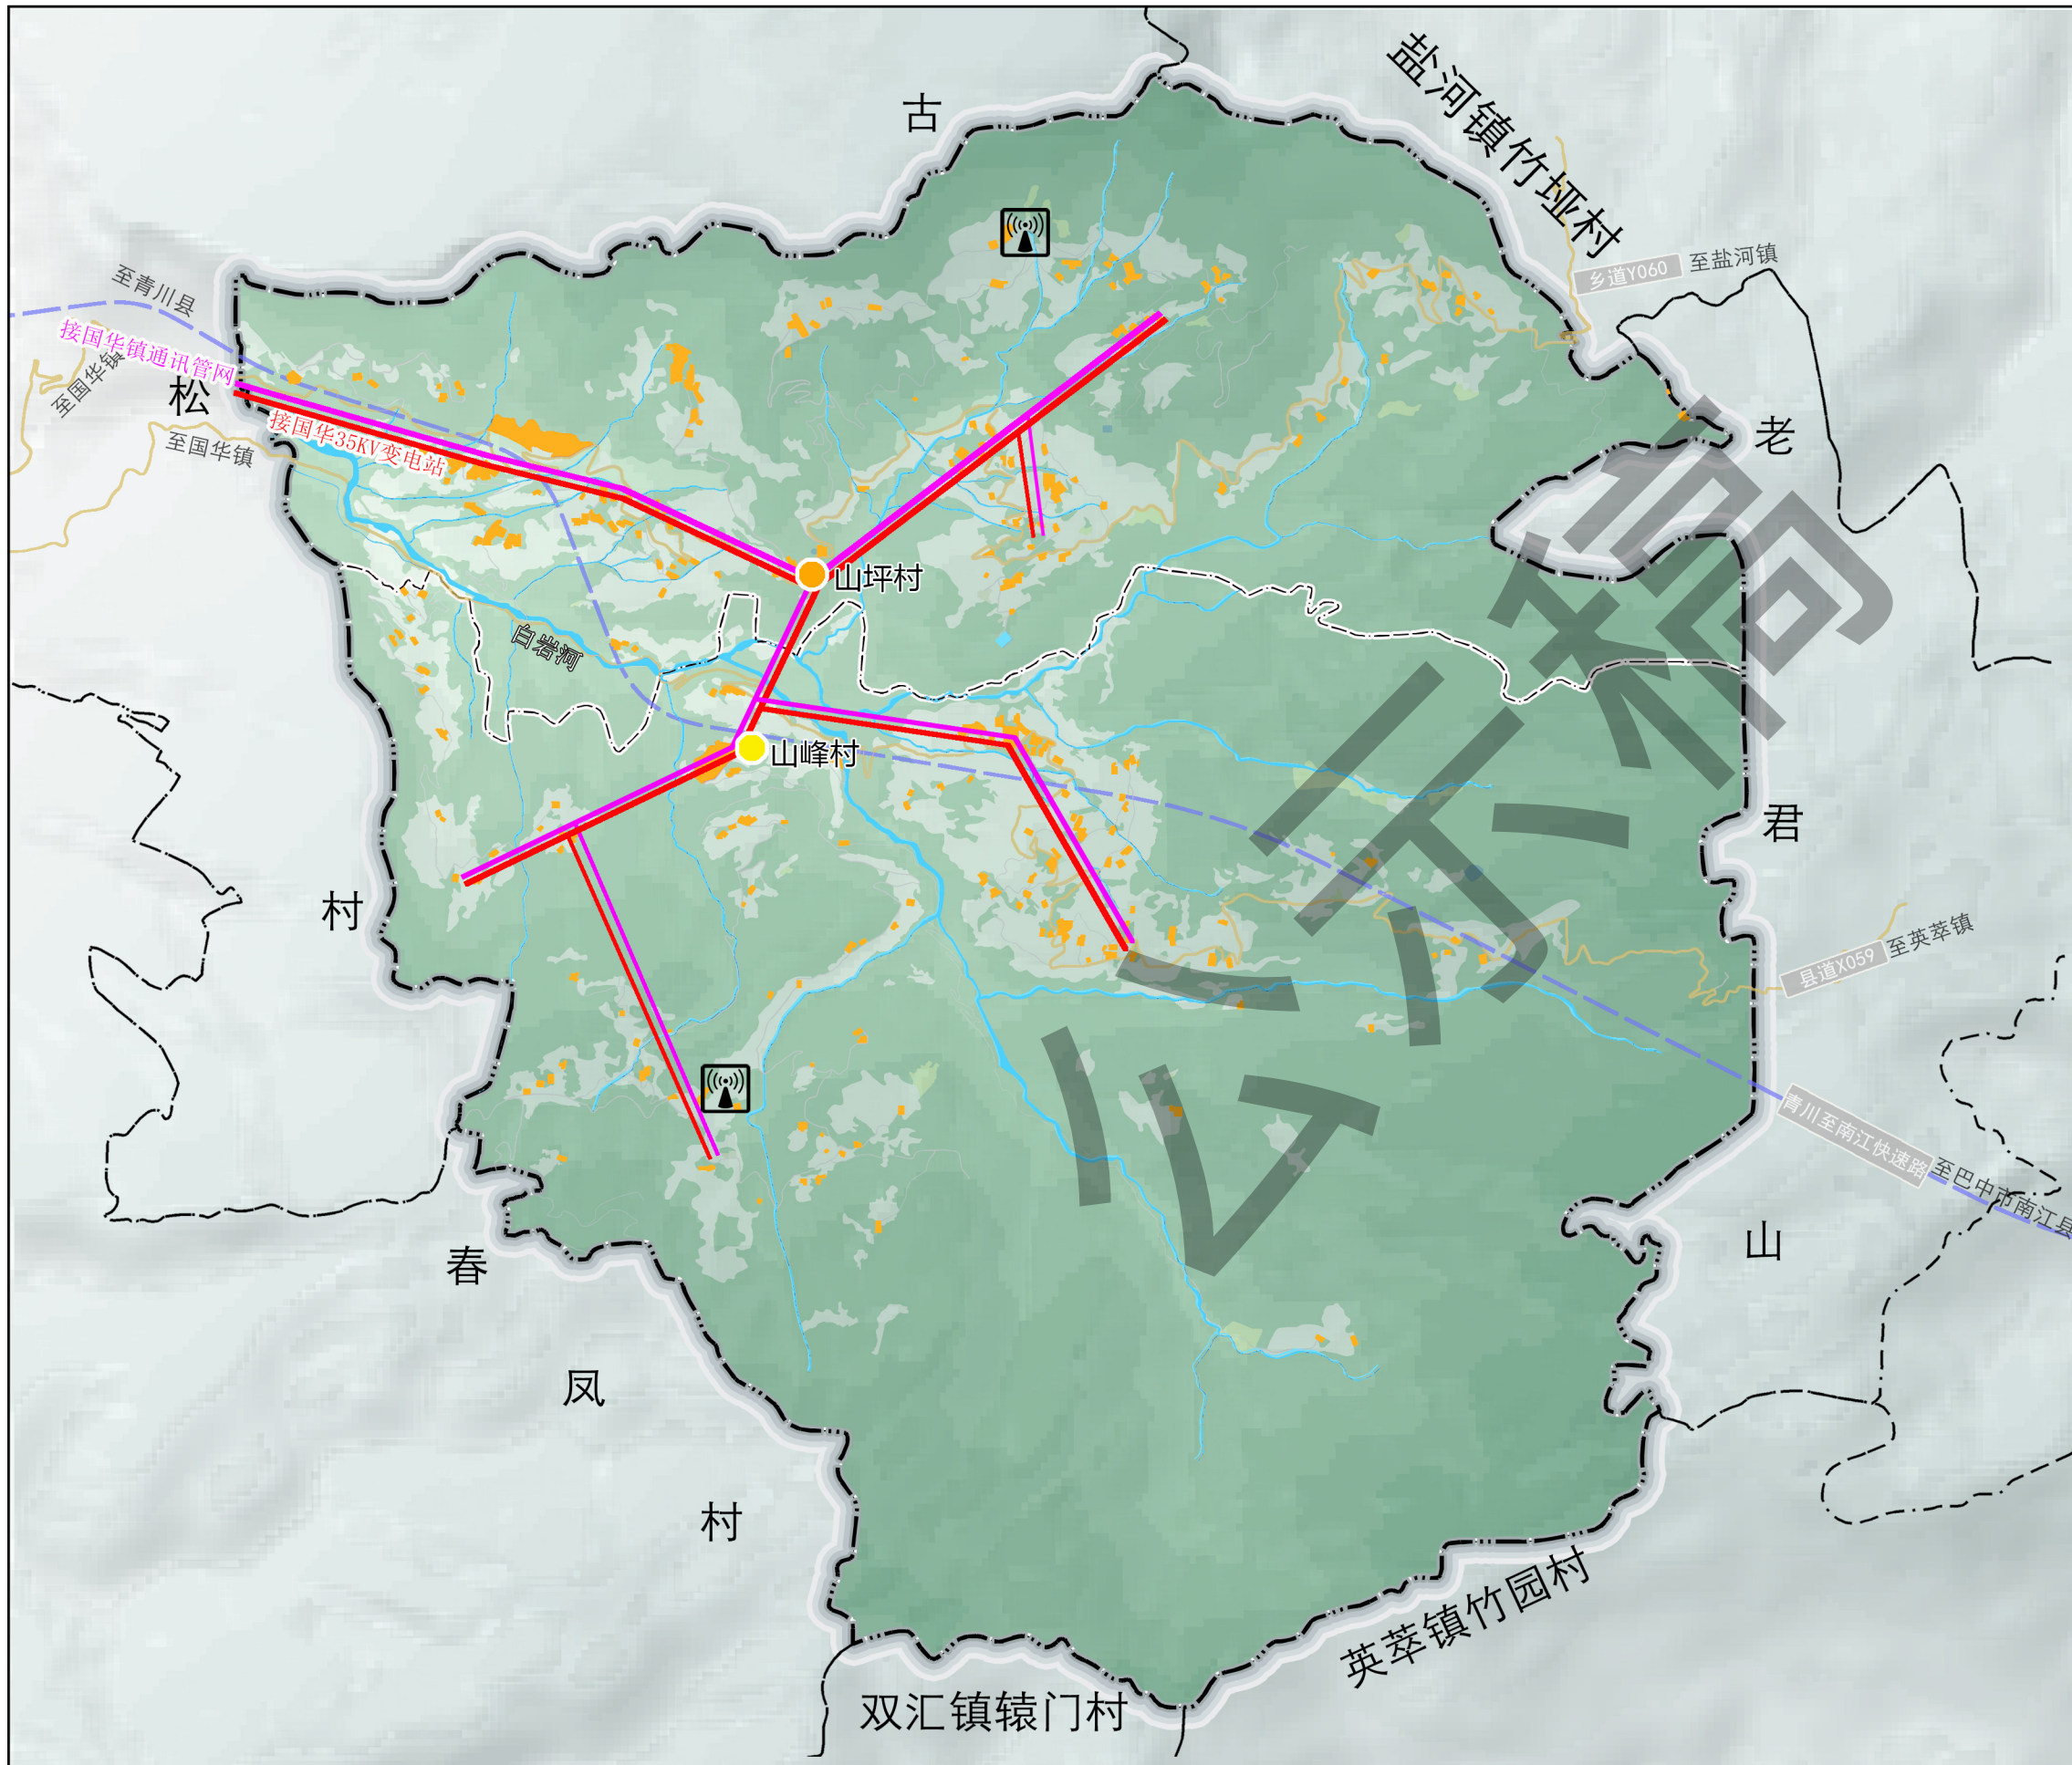 古
盐河镇竹垭村
乡道Y060
至盐河镇
至青川县
接国华镇通讯管网
至国华镇
松
接国华35KV变电站
至国华镇
老
山坪村
白岩河
山峰村
君
村
县道X059
至英萃镇
公示稿
青川至南江快速路
至巴中市南江县
春
山
凤
村
英萃镇竹园村
双汇镇辕门村